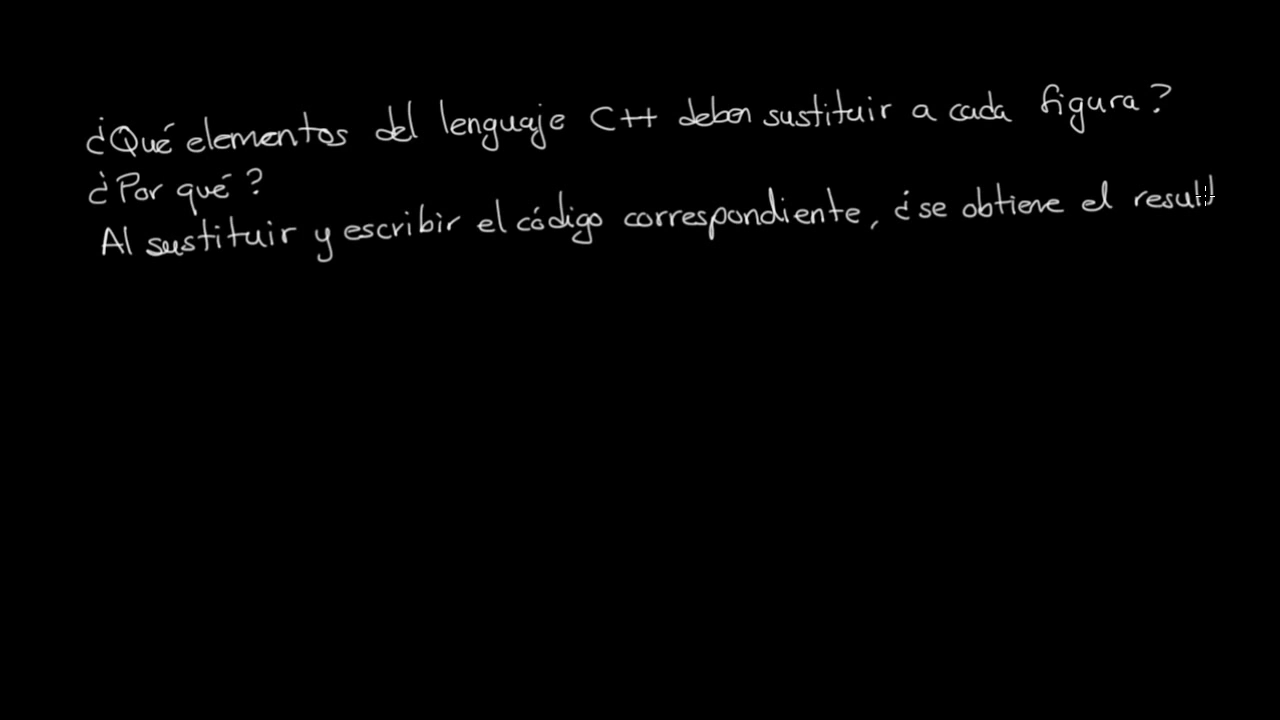 ¿Qué elementos del lenguaje C++ deben sustituir a cada figura?
¿Por qué?
Al sustituir y escribir el código correspondiente, ¿se obtiene el